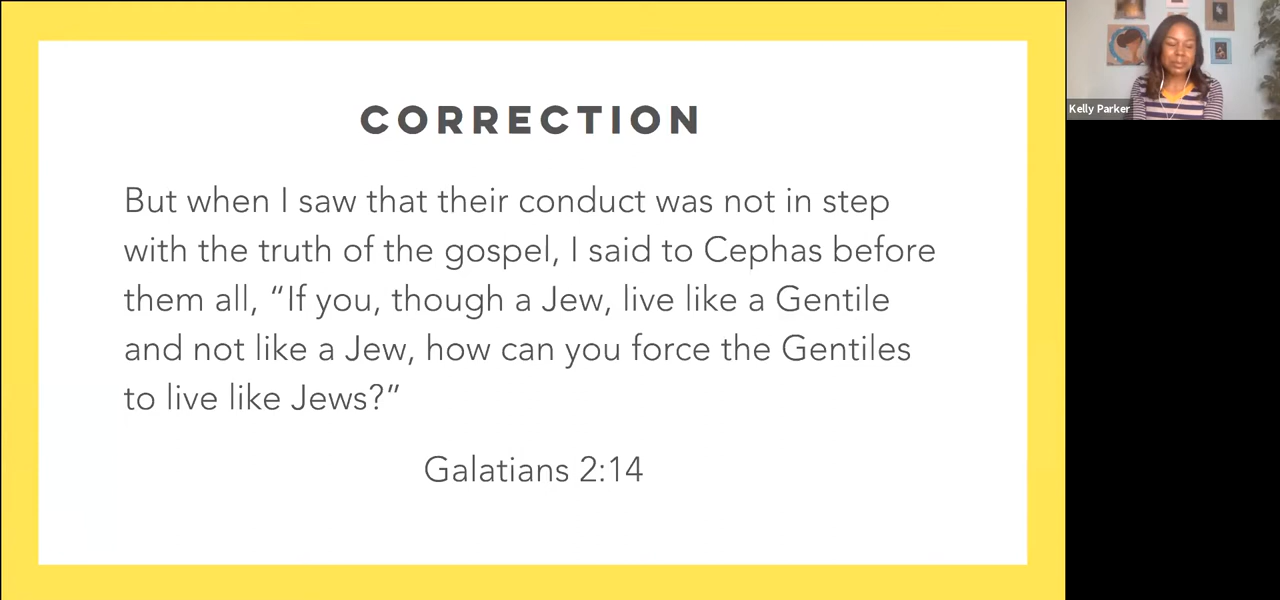 CORRECTION
But when I saw that their conduct was not in step
with the truth of the gospel, I said to Cephas before
them all, “If you, though a Jew, live like a Gentile
and not like a Jew, how can you force the Gentiles
to live like Jews?”
Galatians 2:14
Kelly Parker